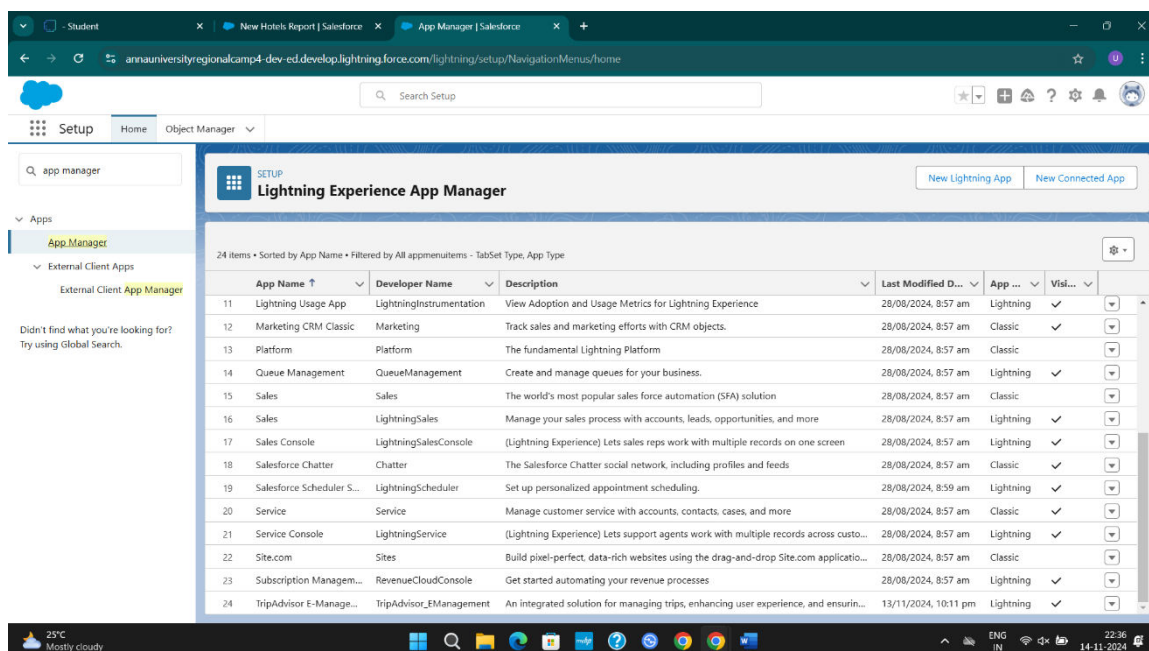 - Student
New Hotels Report | Salesforce
App Manager | Salesforce
annauniversityregionalcamp4-dev-ed.develop.lightning.force.com/lightning/setup/NavigationMenus/home
U
Search Setup
Setup Home Object Manager
app manager
Apps
App Manager
External Client Apps
External Client App Manager
Didn't find what you're looking for?
Try using Global Search.
SETUP
Lightning Experience App Manager
New Lightning App New Connected App
24 items • Sorted by App Name • Filtered by All appmenuitems - TabSet Type, App Type
App Name Developer Name Description Last Modified D... App ... Visi...
11 Lightning Usage App LightningInstrumentation View Adoption and Usage Metrics for Lightning Experience 28/08/2024, 8:57 am Lightning
12 Marketing CRM Classic Marketing Track sales and marketing efforts with CRM objects. 28/08/2024, 8:57 am Classic
13 Platform Platform The fundamental Lightning Platform 28/08/2024, 8:57 am Classic
14 Queue Management QueueManagement Create and manage queues for your business. 28/08/2024, 8:57 am Lightning
15 Sales Sales The world's most popular sales force automation (SFA) solution 28/08/2024, 8:57 am Classic
16 Sales LightningSales Manage your sales process with accounts, leads, opportunities, and more 28/08/2024, 8:57 am Lightning
17 Sales Console LightningSalesConsole (Lightning Experience) Lets sales reps work with multiple records on one screen 28/08/2024, 8:57 am Lightning
18 Salesforce Chatter Chatter The Salesforce Chatter social network, including profiles and feeds 28/08/2024, 8:57 am Classic
19 Salesforce Scheduler S... LightningScheduler Set up personalized appointment scheduling. 28/08/2024, 8:59 am Lightning
20 Service Service Manage customer service with accounts, contacts, cases, and more 28/08/2024, 8:57 am Classic
21 Service Console LightningService (Lightning Experience) Lets support agents work with multiple records across custo... 28/08/2024, 8:57 am Lightning
22 Site.com Sites Build pixel-perfect, data-rich websites using the drag-and-drop Site.com applicatio... 28/08/2024, 8:57 am Classic
23 Subscription Managem... RevenueCloudConsole Get started automating your revenue processes 28/08/2024, 8:57 am Lightning
24 TripAdvisor E-Manage... TripAdvisor_EManagement An integrated solution for managing trips, enhancing user experience, and ensurin... 13/11/2024, 10:11 pm Lightning
25°C
Mostly cloudy
ENG
IN
22:36
14-11-2024